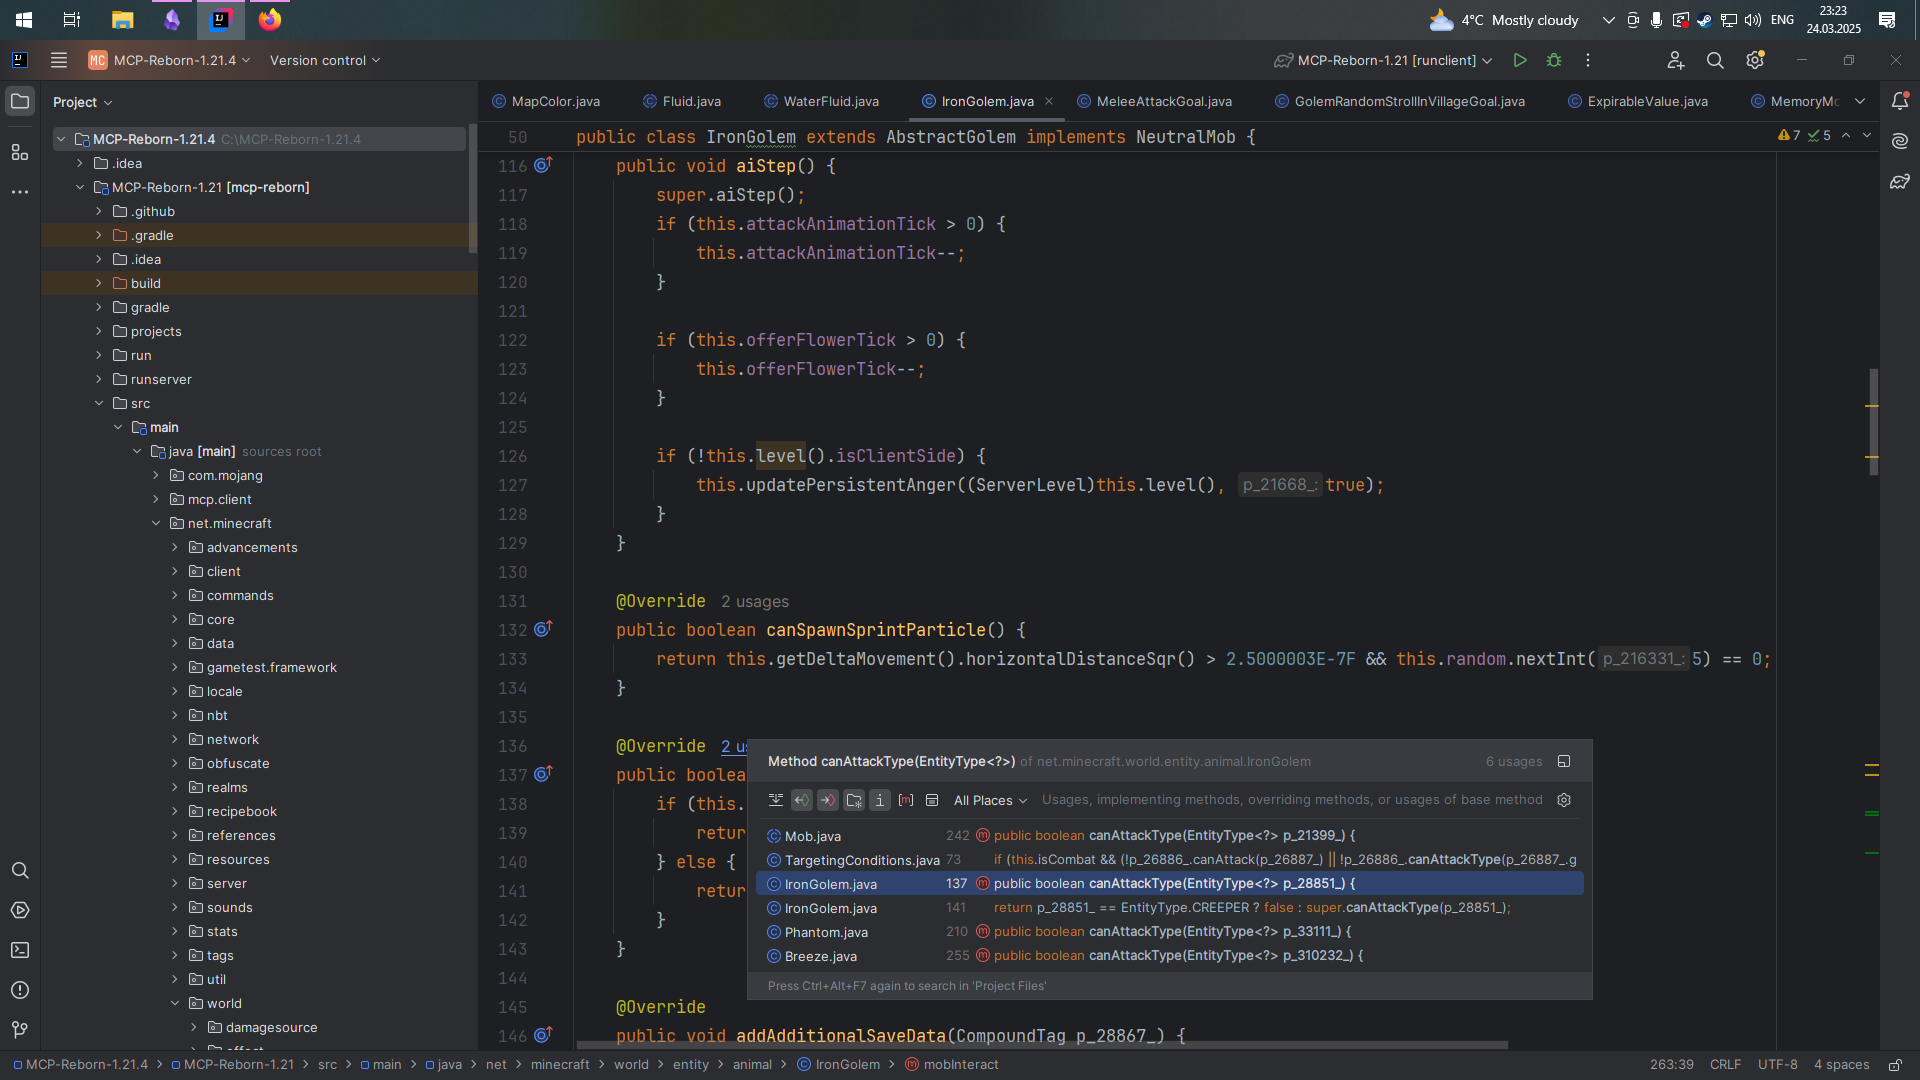 4°C Mostly cloudy
ENG
23:23
24.03.2025
MC MCP-Reborn-1.21.4
Version control
MCP-Reborn-1.21 [runclient]
Project
MapColor.java
Fluid.java
WaterFluid.java
IronGolem.java
MeleeAttackGoal.java
GolemRandomStrollInVillageGoal.java
ExpirableValue.java
MCP-Reborn-1.21.4 C:\MCP-Reborn-1.21.4
.idea
MCP-Reborn-1.21 [mcp-reborn]
.github
.gradle
.idea
build
gradle
projects
run
runserver
src
main
java [main] sources root
com.mojang
mcp.client
net.minecraft
advancements
client
commands
core
data
gametest.framework
locale
nbt
network
obfuscate
realms
recipebook
references
resources
server
sounds
stats
tags
util
world
damagesource
50 public class IronGolem extends AbstractGolem implements NeutralMob {
7 5
116 public void aiStep() {
117 super.aiStep();
118 if (this.attackAnimationTick > 0) {
119 this.attackAnimationTick--;
120 }
121
122 if (this.offerFlowerTick > 0) {
123 this.offerFlowerTick--;
124 }
125
126 if (!this.level().isClientSide) {
127 this.updatePersistentAnger((ServerLevel)this.level(), p_21668_: true);
128 }
129 }
130
131 @Override 2 usages
132 public boolean canSpawnSprintParticle() {
133 return this.getDeltaMovement().horizontalDistanceSqr() > 2.5000003E-7F && this.random.nextInt( p_216331_: 5) == 0;
134 }
135
136 @Override 2 us
137 public boolea
138 if (this.
139 retur
140 } else {
141 retur
142 }
143 }
144
145 @Override
146 public void addAdditionalSaveData(CompoundTag p_28867_) {
Method canAttackType(EntityType<?>) of net.minecraft.world.entity.animal.IronGolem 6 usages
All Places
Usages, implementing methods, overriding methods, or usages of base method
Mob.java 242 public boolean canAttackType(EntityType<?> p_21399_) {
TargetingConditions.java 73 if (this.isCombat && (!p_26886_.canAttack(p_26887_) || !p_26886_.canAttackType(p_26887_.g
IronGolem.java 137 public boolean canAttackType(EntityType<?> p_28851_) {
IronGolem.java 141 return p_28851_ == EntityType.CREEPER ? false : super.canAttackType(p_28851_);
Phantom.java 210 public boolean canAttackType(EntityType<?> p_33111_) {
Breeze.java 255 public boolean canAttackType(EntityType<?> p_310232_) {
Press Ctrl+Alt+F7 again to search in 'Project Files'
MCP-Reborn-1.21.4 > MCP-Reborn-1.21 > src > main > java > net > minecraft > world > entity > animal > IronGolem > mobInteract
263:39 CRLF UTF-8 4 spaces